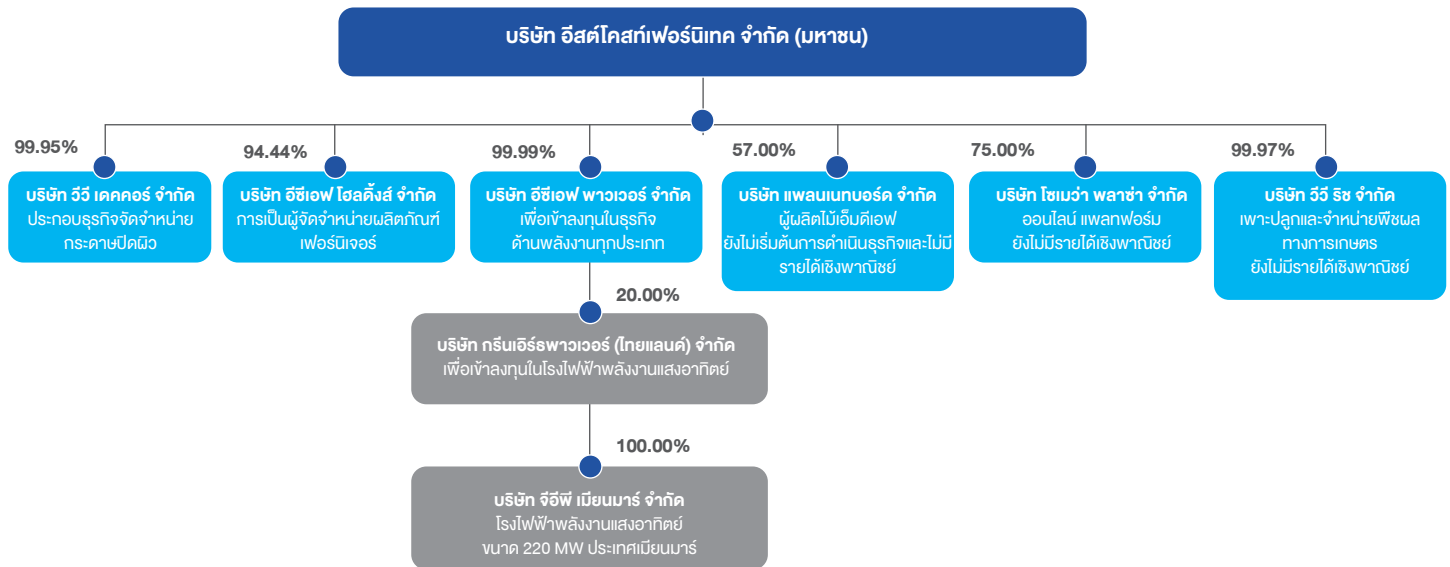 บริษัท อีสต์โคสท์เฟอร์นิเทค จำกัด (มหาชน)
99.95%
บริษัท วีวี เดคคอร์ จำกัด
ประกอบธุรกิจจัดจำหน่าย
กระดาษปิดผิว
94.44%
บริษัท อีซีเอฟ โฮลดิ้งส์ จำกัด
การเป็นผู้จัดจำหน่ายผลิตภัณฑ์
เฟอร์นิเจอร์
99.99%
บริษัท อีซีเอฟ พาวเวอร์ จำกัด
เพื่อเข้าลงทุนในธุรกิจ
ด้านพลังงานทุกประเภท
57.00%
บริษัท แพลนเนทบอร์ด จำกัด
ผู้ผลิตไม้เอ็มดีเอฟ
ยังไม่เริ่มต้นการดำเนินธุรกิจและไม่มี
รายได้เชิงพาณิชย์
75.00%
บริษัท โซเมว่า พลาซ่า จำกัด
ออนไลน์ แพลทฟอร์ม
ยังไม่มีรายได้เชิงพาณิชย์
99.97%
บริษัท วีวี ริช จำกัด
เพาะปลูกและจำหน่ายพืชผล
ทางการเกษตร
ยังไม่มีรายได้เชิงพาณิชย์
20.00%
บริษัท กรีนเอิร์ธพาวเวอร์ (ไทยแลนด์) จำกัด
เพื่อเข้าลงทุนในโรงไฟฟ้าพลังงานแสงอาทิตย์
100.00%
บริษัท จีอีพี เมียนมาร์ จำกัด
โรงไฟฟ้าพลังงานแสงอาทิตย์
ขนาด 220 MW ประเทศเมียนมาร์